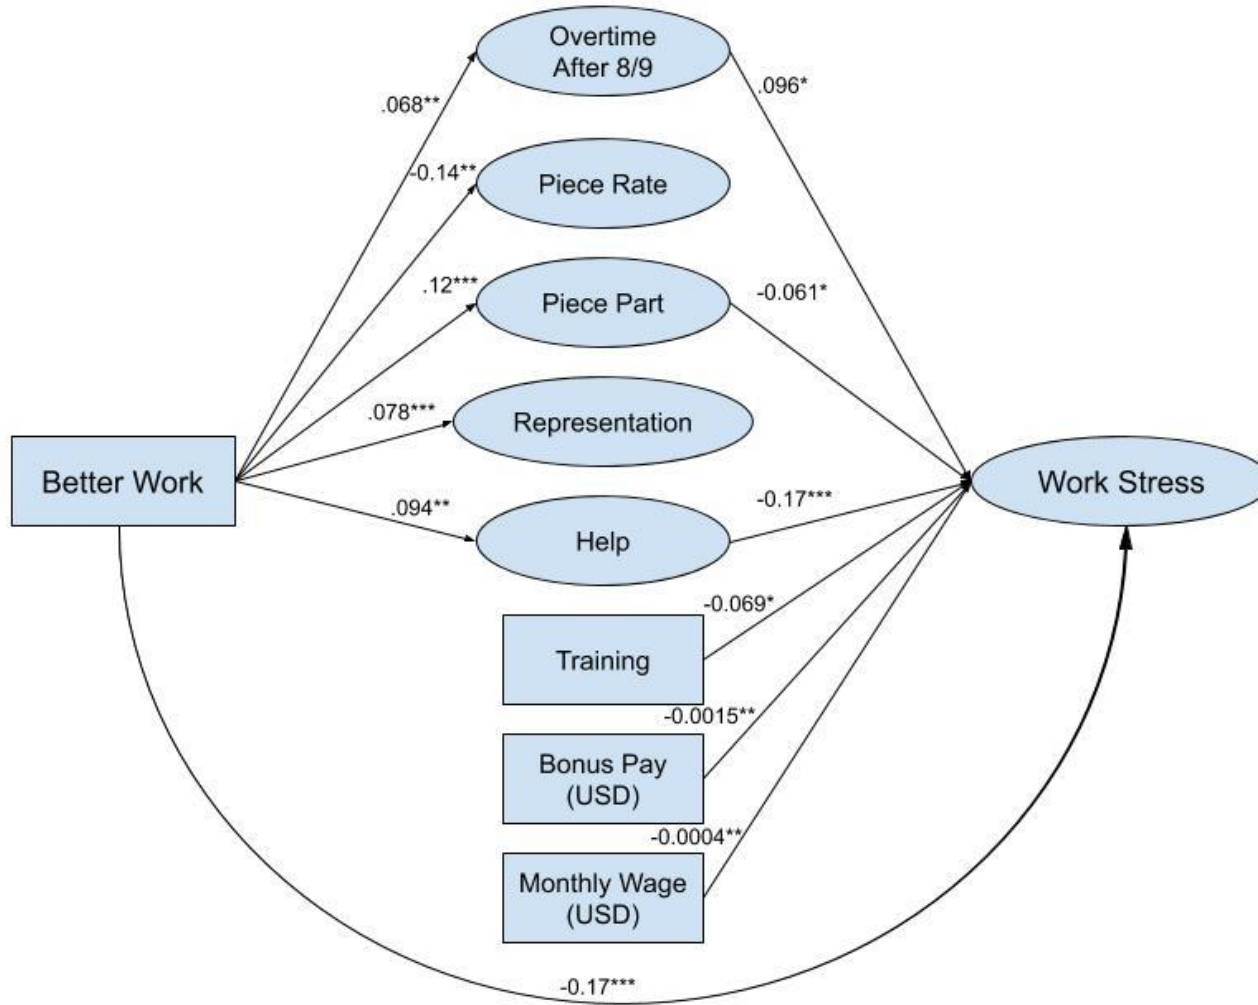 Overtime
After 8/9
.068**
.096*
-0.14**
Piece Rate
.12***
Piece Part
-0.061*
.078***
Representation
Better Work
Work Stress
.094**
Help
-0.17***
-0.069*
Training
-0.0015**
Bonus Pay
(USD)
-0.0004**
Monthly Wage
(USD)
-0.17***